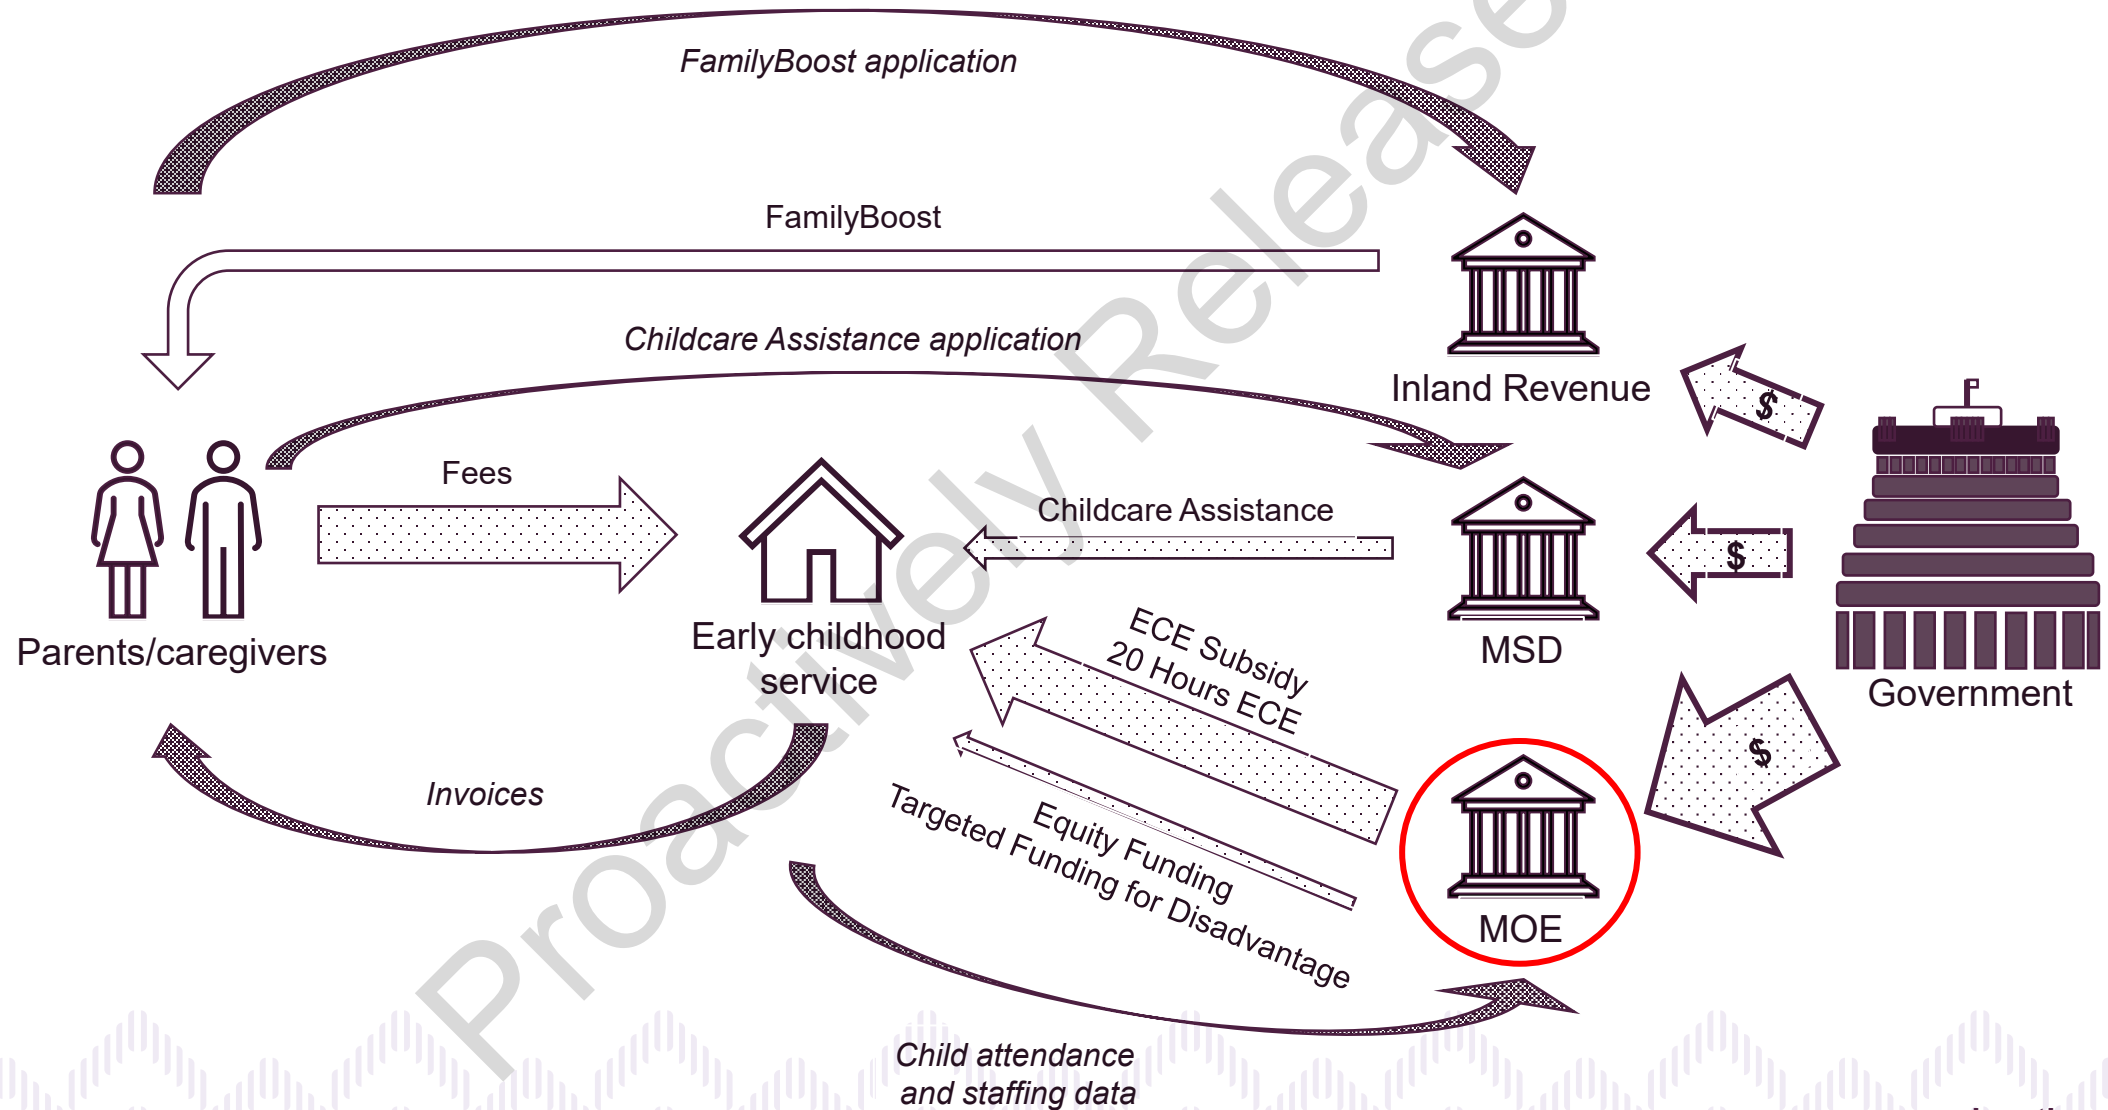 FamilyBoost application
FamilyBoost
Childcare Assistance application
Inland Revenue
$
Fees
Childcare Assistance
$
Parents/caregivers
Early childhood
service
ECE Subsidy
20 Hours ECE
MSD
Government
$
Invoices
Equity Funding
Targeted Funding for Disadvantage
MOE
Child attendance
and staffing data
Proactively Release